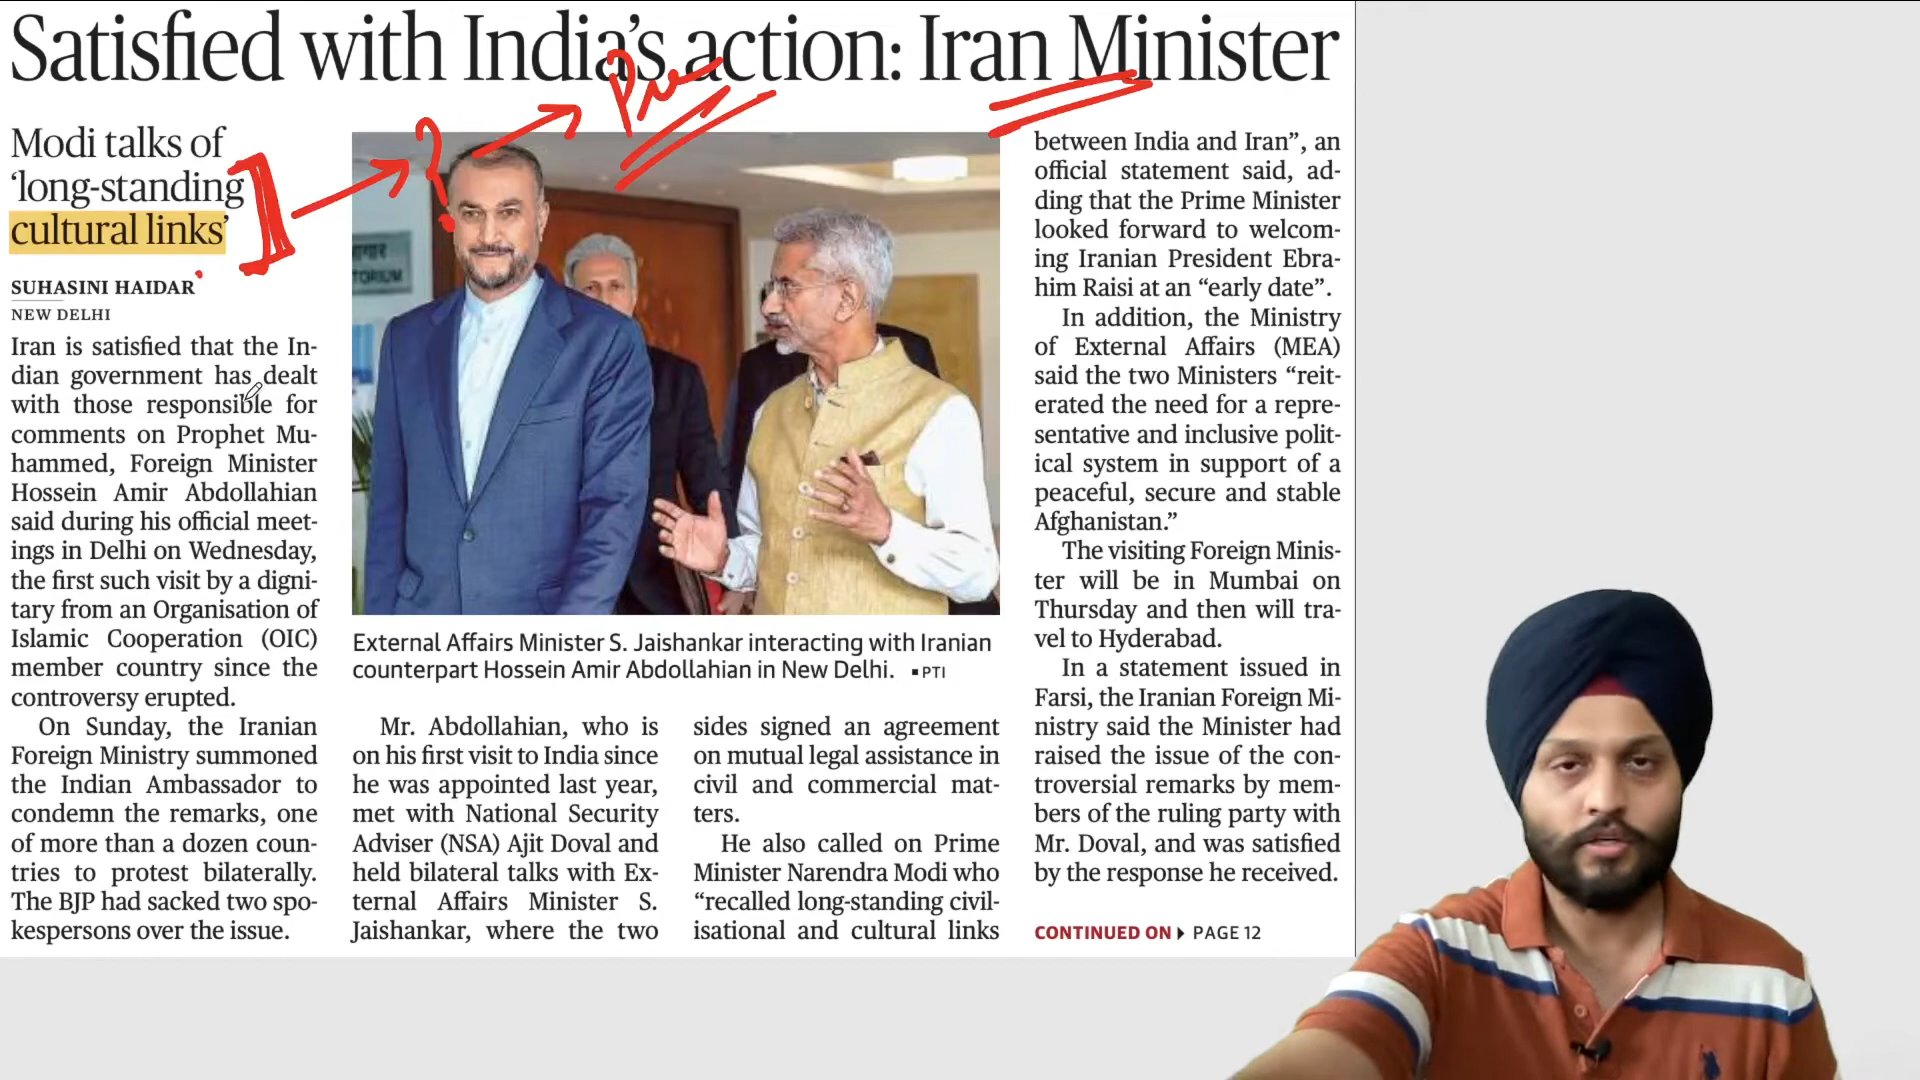 Satisfied with India's action: Iran Minister
Modi talks of
‘long-standing
cultural links’
SUHASINI HAIDAR
NEW DELHI
Iran is satisfied that the In-
dian government has dealt
with those responsible for
comments on Prophet Mu-
hammed, Foreign Minister
Hossein Amir Abdollahian
said during his official meet-
ings in Delhi on Wednesday,
the first such visit by a digni-
tary from an Organisation of
Islamic Cooperation (OIC)
member country since the
controversy erupted.
On Sunday, the Iranian
Foreign Ministry summoned
the Indian Ambassador to
condemn the remarks, one
of more than a dozen coun-
tries to protest bilaterally.
The BJP had sacked two spo-
kespersons over the issue.
?
Pre
TORIUM
External Affairs Minister S. Jaishankar interacting with Iranian
counterpart Hossein Amir Abdollahian in New Delhi. ▪PTI
Mr. Abdollahian, who is
on his first visit to India since
he was appointed last year,
met with National Security
Adviser (NSA) Ajit Doval and
held bilateral talks with Ex-
ternal Affairs Minister S.
Jaishankar, where the two
sides signed an agreement
on mutual legal assistance in
civil and commercial mat-
ters.
He also called on Prime
Minister Narendra Modi who
“recalled long-standing civil-
isational and cultural links
between India and Iran”, an
official statement said, ad-
ding that the Prime Minister
looked forward to welcom-
ing Iranian President Ebra-
him Raisi at an “early date”.
In addition, the Ministry
of External Affairs (MEA)
said the two Ministers “reit-
erated the need for a repre-
sentative and inclusive polit-
ical system in support of a
peaceful, secure and stable
Afghanistan.”
The visiting Foreign Minis-
ter will be in Mumbai on
Thursday and then will tra-
vel to Hyderabad.
In a statement issued in
Farsi, the Iranian Foreign Mi-
nistry said the Minister had
raised the issue of the con-
troversial remarks by mem-
bers of the ruling party with
Mr. Doval, and was satisfied
by the response he received.
CONTINUED ON ▸ PAGE 12